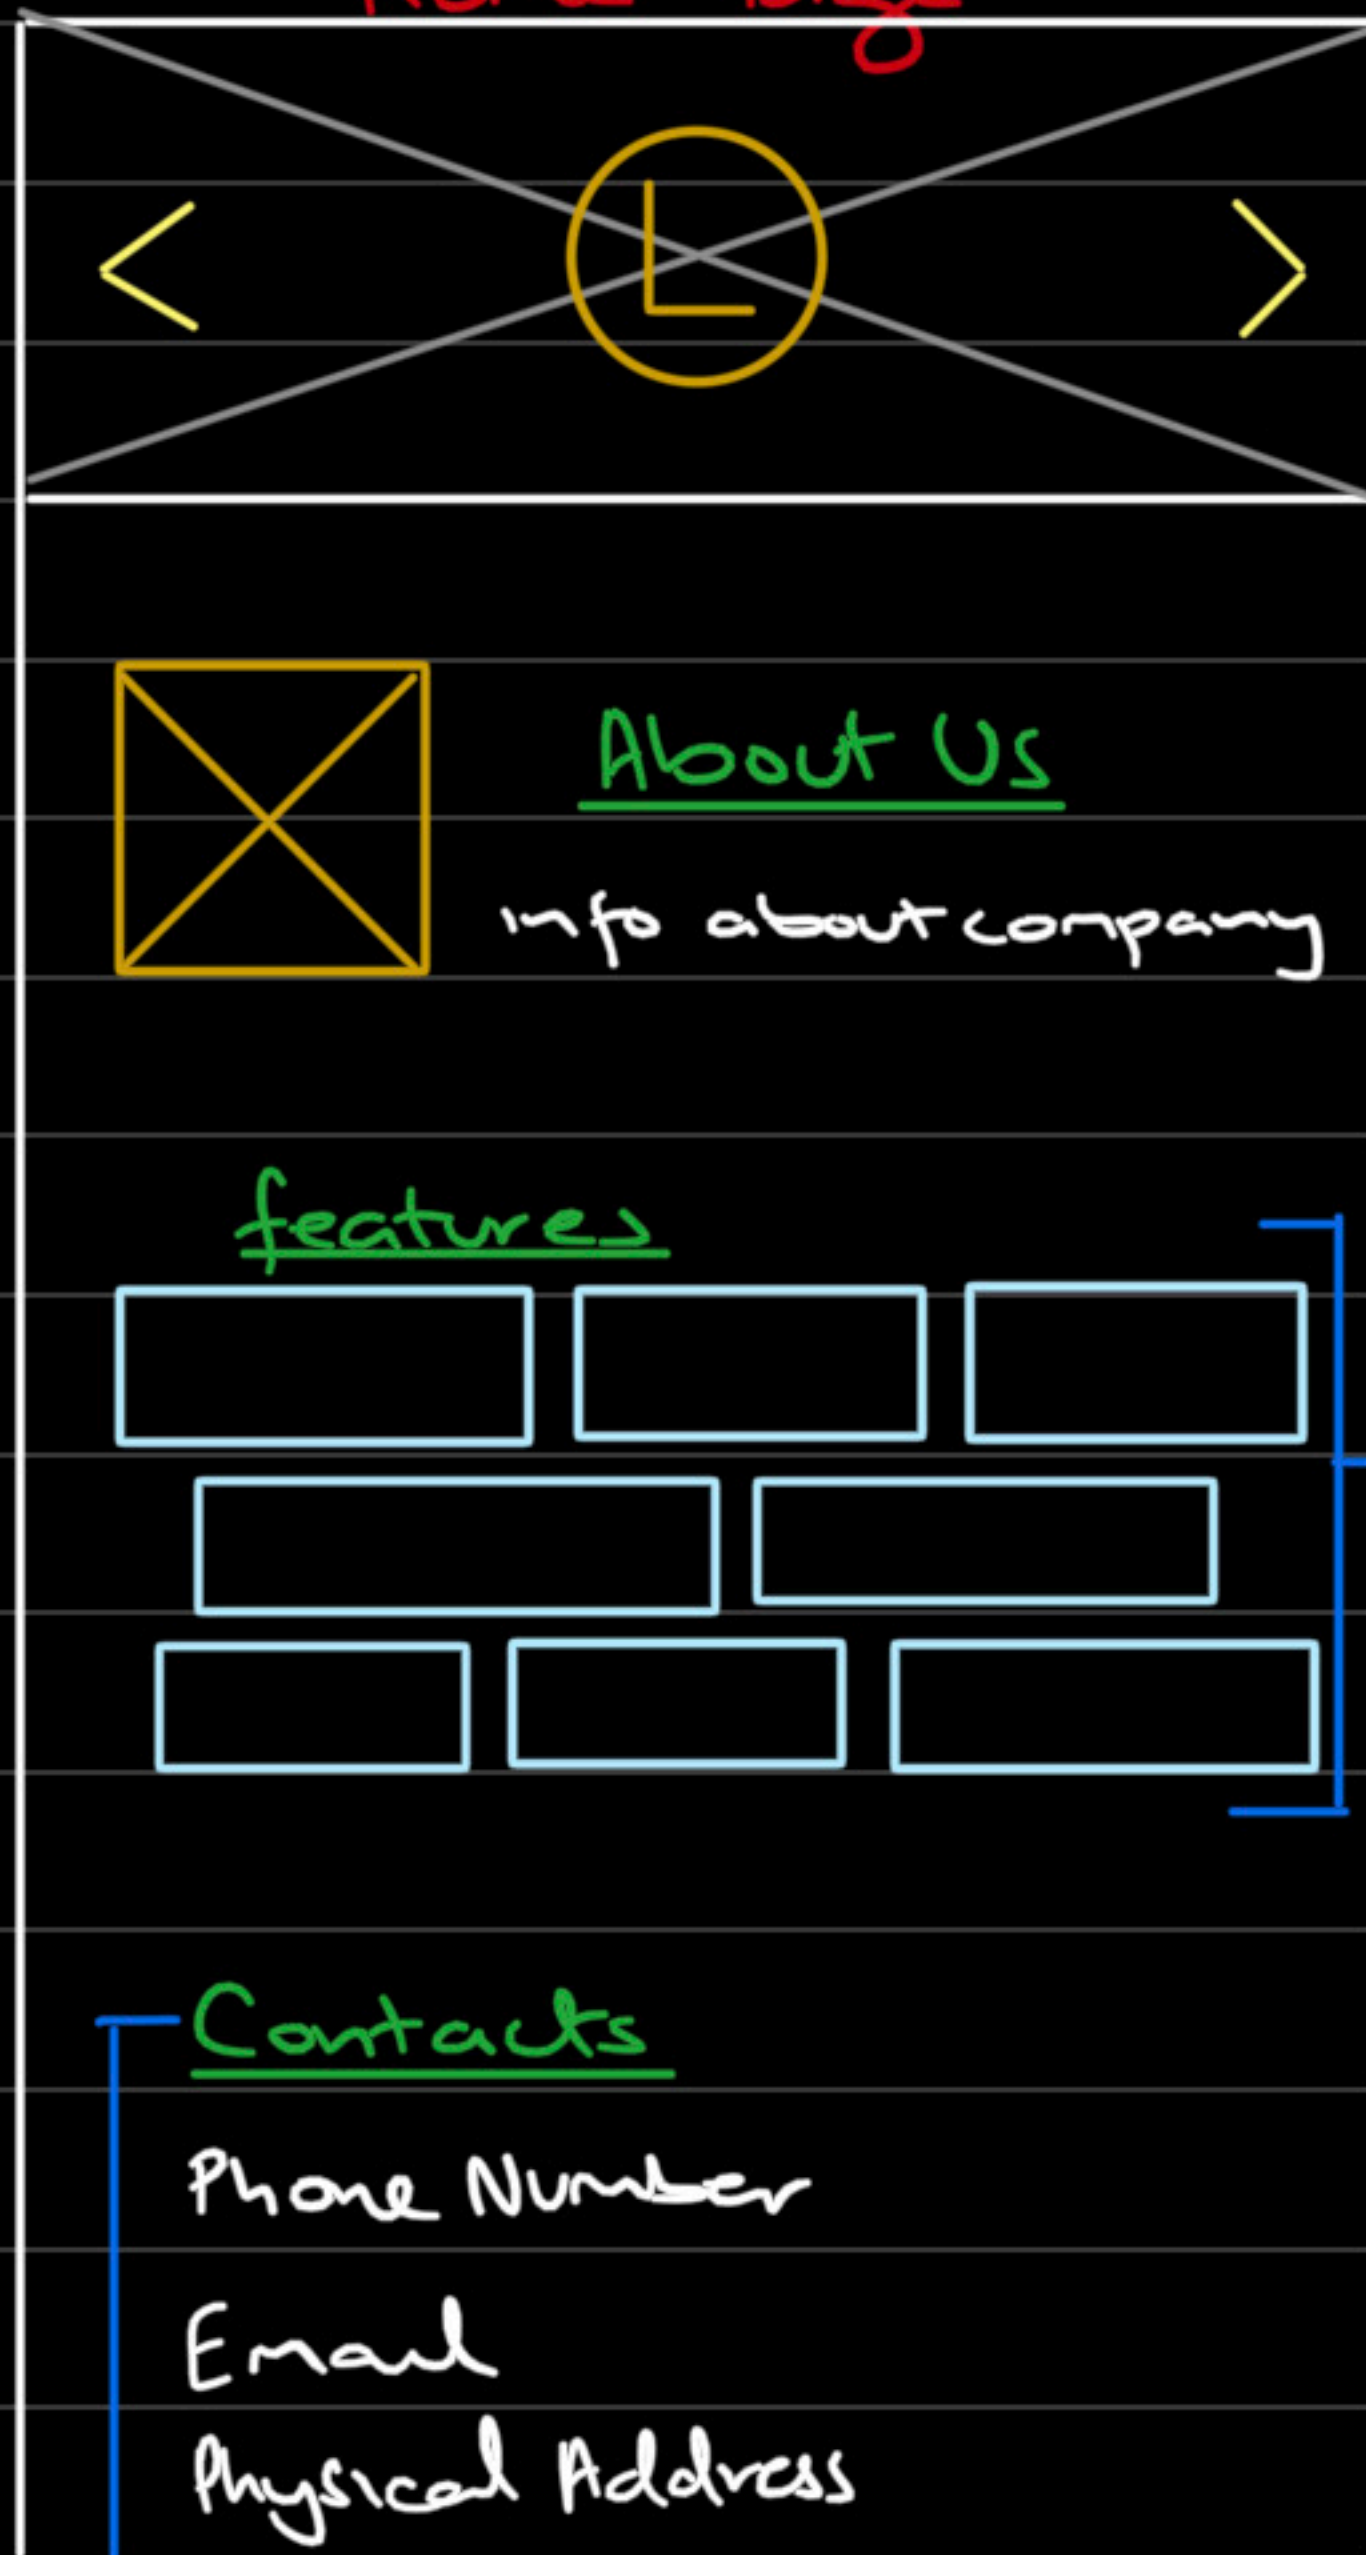 L
About Us
info about company
features
Contacts
Phone Number
Email
Physical Address